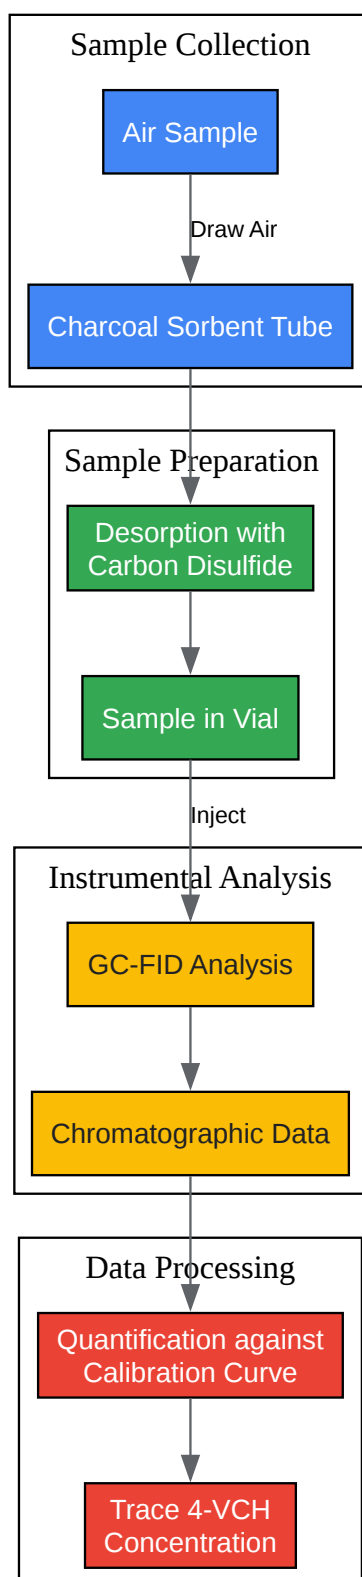 Sample Collection
Air Sample
Draw Air
Charcoal Sorbent Tube
Sample Preparation
Desorption with
Carbon Disulfide
Sample in Vial
Inject
Instrumental Analysis
GC-FID Analysis
Chromatographic Data
Data Processing
Quantification against
Calibration Curve
Trace 4-VCH
Concentration